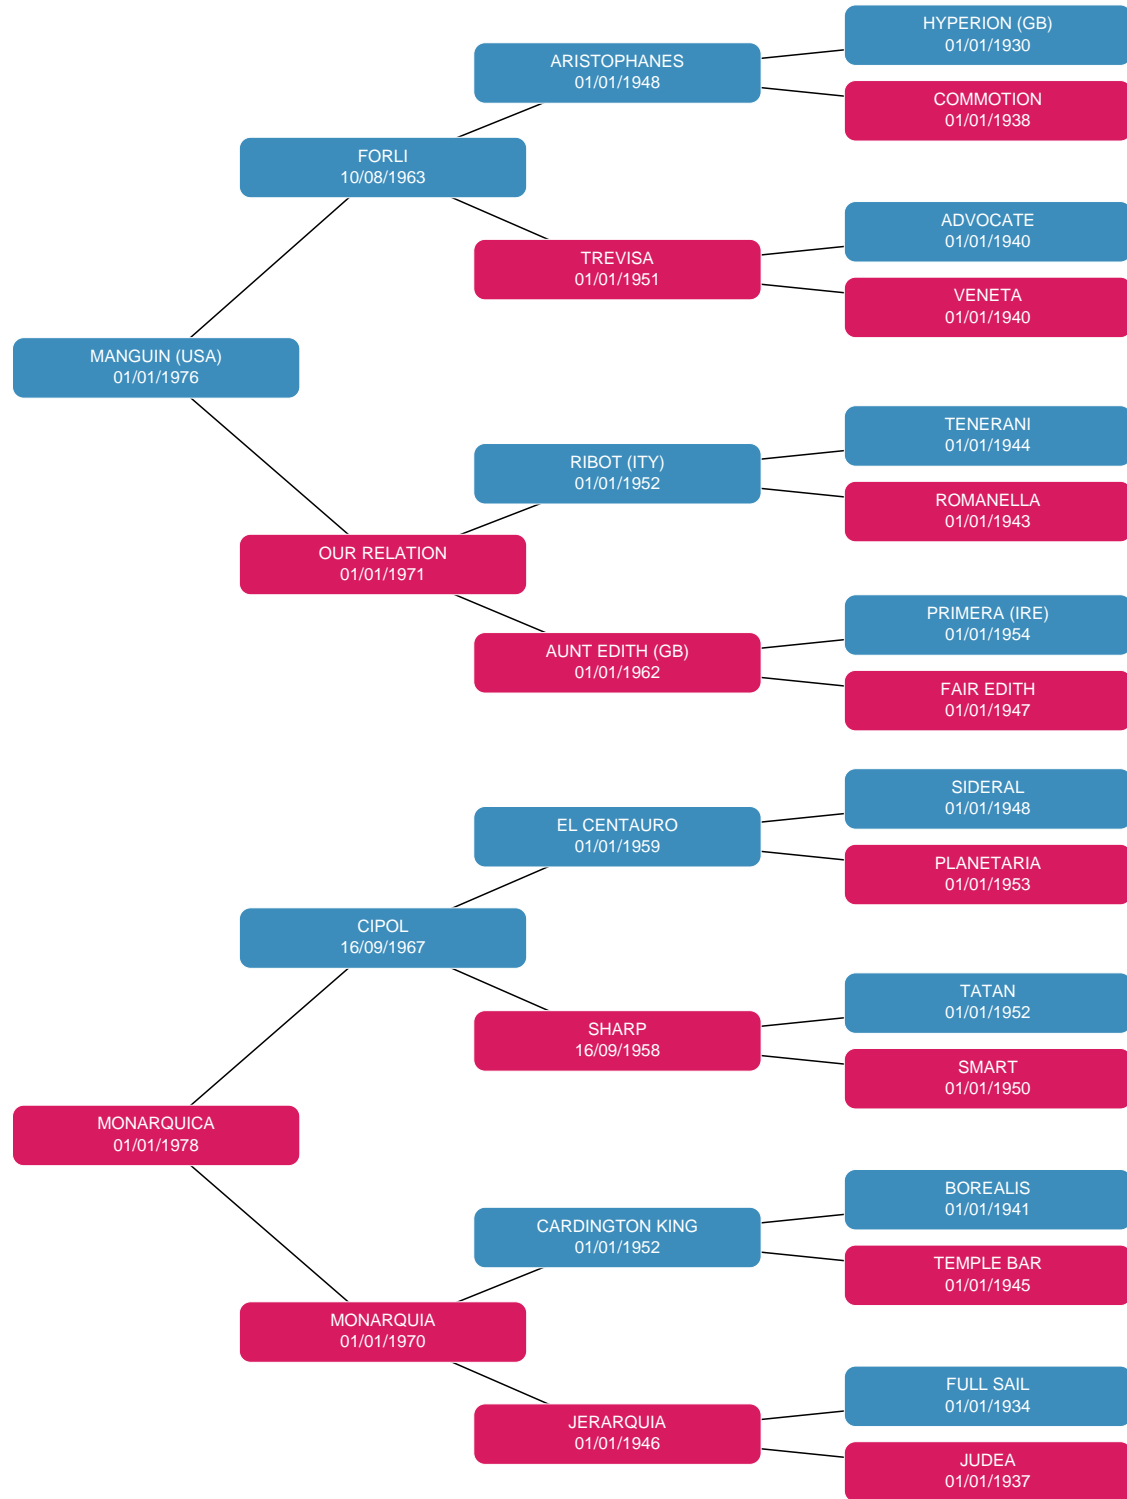 HYPERION (GB)
01/01/1930
ARISTOPHANES
01/01/1948
COMMOTION
01/01/1938
FORLI
10/08/1963
ADVOCATE
01/01/1940
TREVISA
01/01/1951
VENETA
01/01/1940
MANGUIN (USA)
01/01/1976
TENERANI
01/01/1944
RIBOT (ITY)
01/01/1952
ROMANELLA
01/01/1943
OUR RELATION
01/01/1971
PRIMERA (IRE)
01/01/1954
AUNT EDITH (GB)
01/01/1962
FAIR EDITH
01/01/1947
SIDERAL
01/01/1948
EL CENTAURO
01/01/1959
PLANETARIA
01/01/1953
CIPOL
16/09/1967
TATAN
01/01/1952
SHARP
16/09/1958
SMART
01/01/1950
MONARQUICA
01/01/1978
BOREALIS
01/01/1941
CARDINGTON KING
01/01/1952
TEMPLE BAR
01/01/1945
MONARQUIA
01/01/1970
FULL SAIL
01/01/1934
JERARQUIA
01/01/1946
JUDEA
01/01/1937